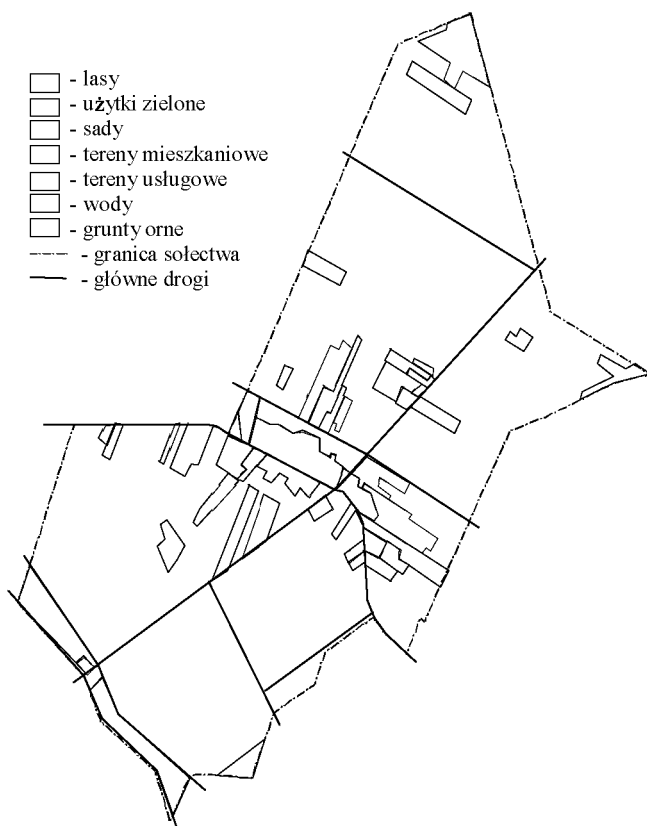 - lasy
- użytki zielone
- sady
- tereny mieszkaniowe
- tereny usługowe
- wody
- grunty orne
- granica sołectwa
- główne drogi